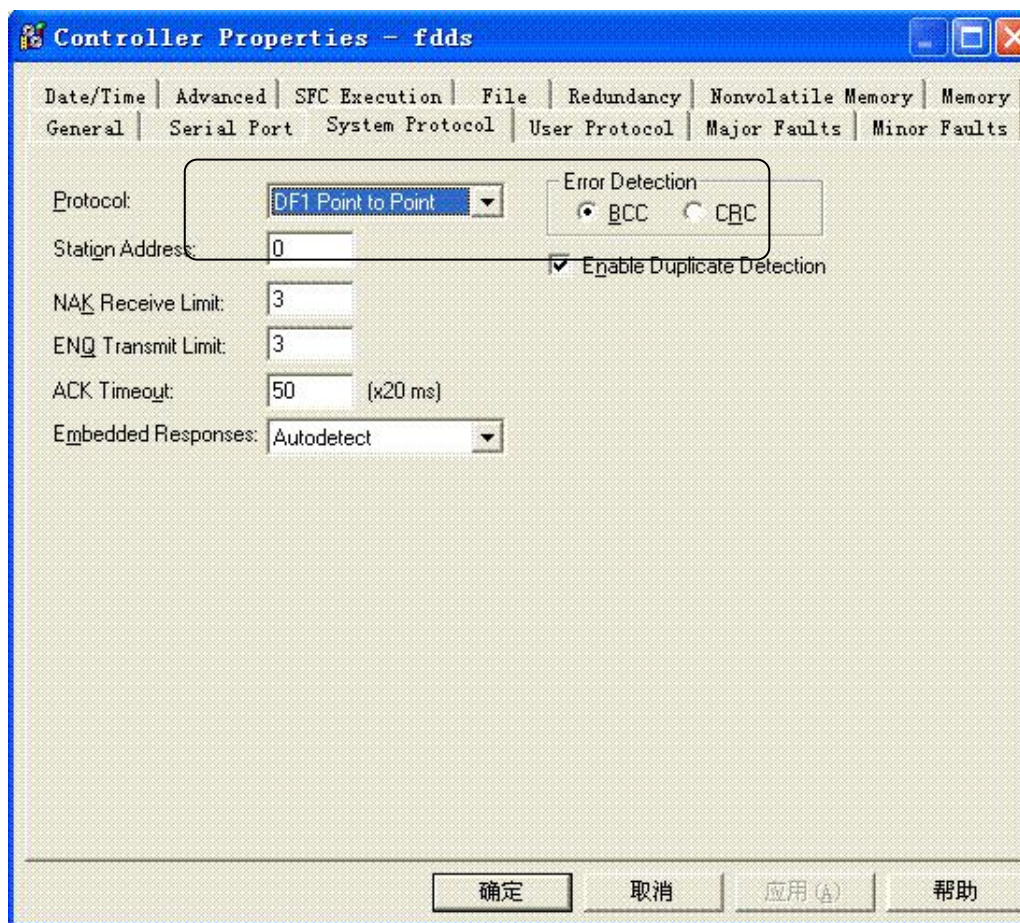 Controller Properties - fdds
Date/Time Advanced SFC Execution File Redundancy Nonvolatile Memory Memory
General Serial Port System Protocol User Protocol Major Faults Minor Faults
Protocol: DF1 Point to Point
Error Detection
BCC CRC
Station Address: 0
Enable Duplicate Detection
NAK Receive Limit: 3
ENQ Transmit Limit: 3
ACK Timeout: 50 (x20 ms)
Embedded Responses: Autodetect
确定 取消 应用(A) 帮助